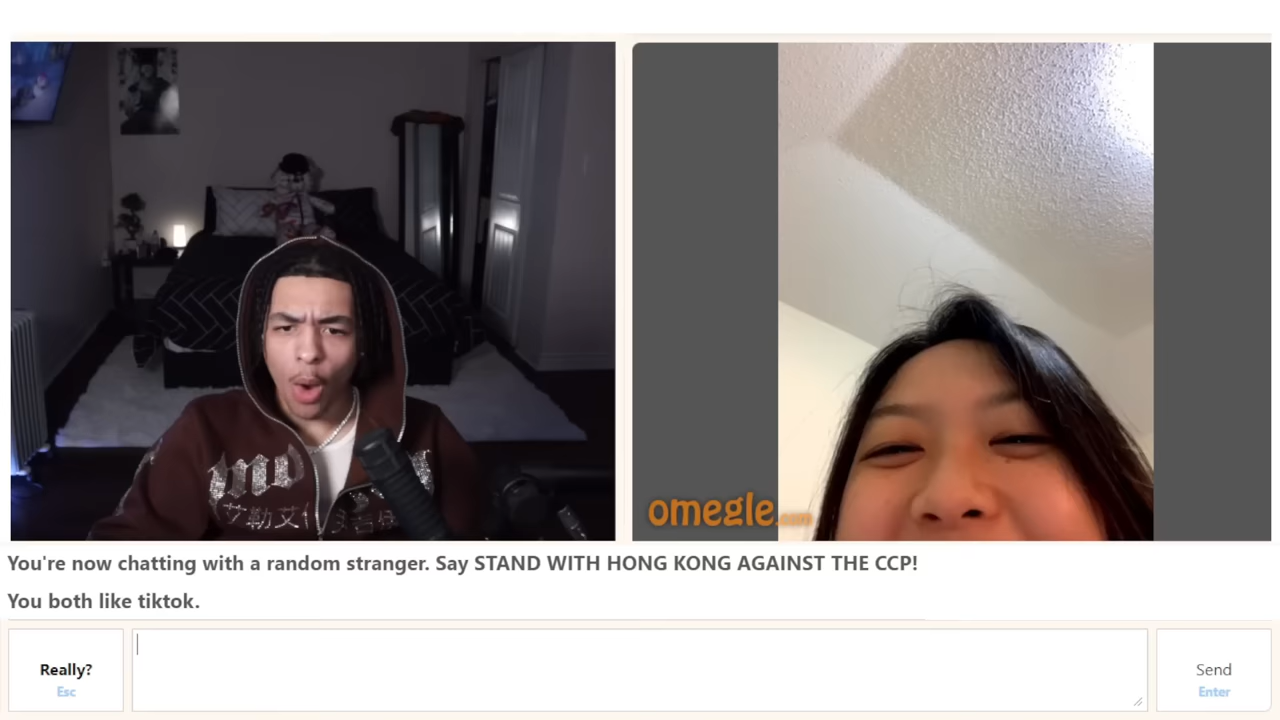 omegle.com
You're now chatting with a random stranger. Say STAND WITH HONG KONG AGAINST THE CCP!
You both like tiktok.
Really?
Esc
Send
Enter